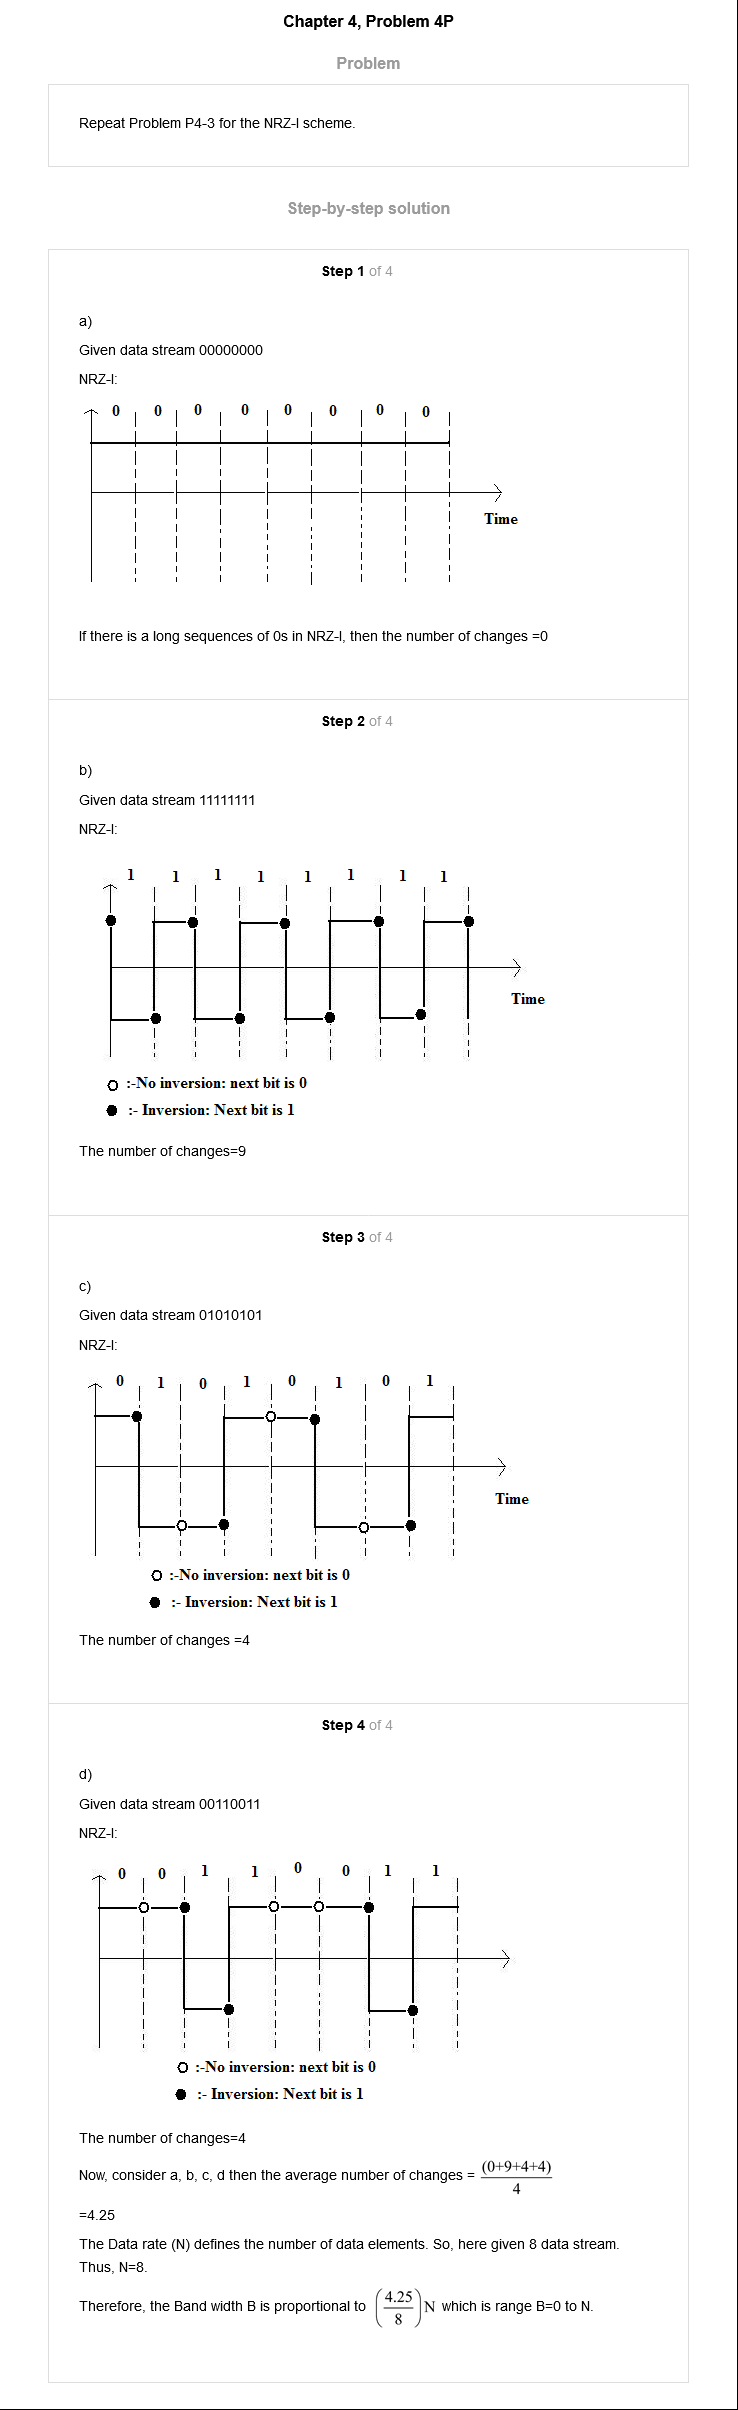 Chapter 4, Problem 4P
Problem
Repeat Problem P4-3 for the NRZ-I scheme.
Step-by-step solution
Step 1 of 4
a)
Given data stream 00000000
NRZ-I:
0 0 0 0 0 0 0 0
Time
If there is a long sequences of 0s in NRZ-I, then the number of changes =0
Step 2 of 4
b)
Given data stream 11111111
NRZ-I:
1 1 1 1 1 1 1 1
Time
:-No inversion: next bit is 0
:- Inversion: Next bit is 1
The number of changes=9
Step 3 of 4
c)
Given data stream 01010101
NRZ-I:
0 1 0 1 0 1 0 1
Time
:-No inversion: next bit is 0
:- Inversion: Next bit is 1
The number of changes =4
Step 4 of 4
d)
Given data stream 00110011
NRZ-I:
0 0 1 1 0 0 1 1
:-No inversion: next bit is 0
:- Inversion: Next bit is 1
The number of changes=4
Now, consider a, b, c, d then the average number of changes = (0+9+4+4)/4
=4.25
The Data rate (N) defines the number of data elements. So, here given 8 data stream.
Thus, N=8.
Therefore, the Band width B is proportional to (4.25/8)N which is range B=0 to N.